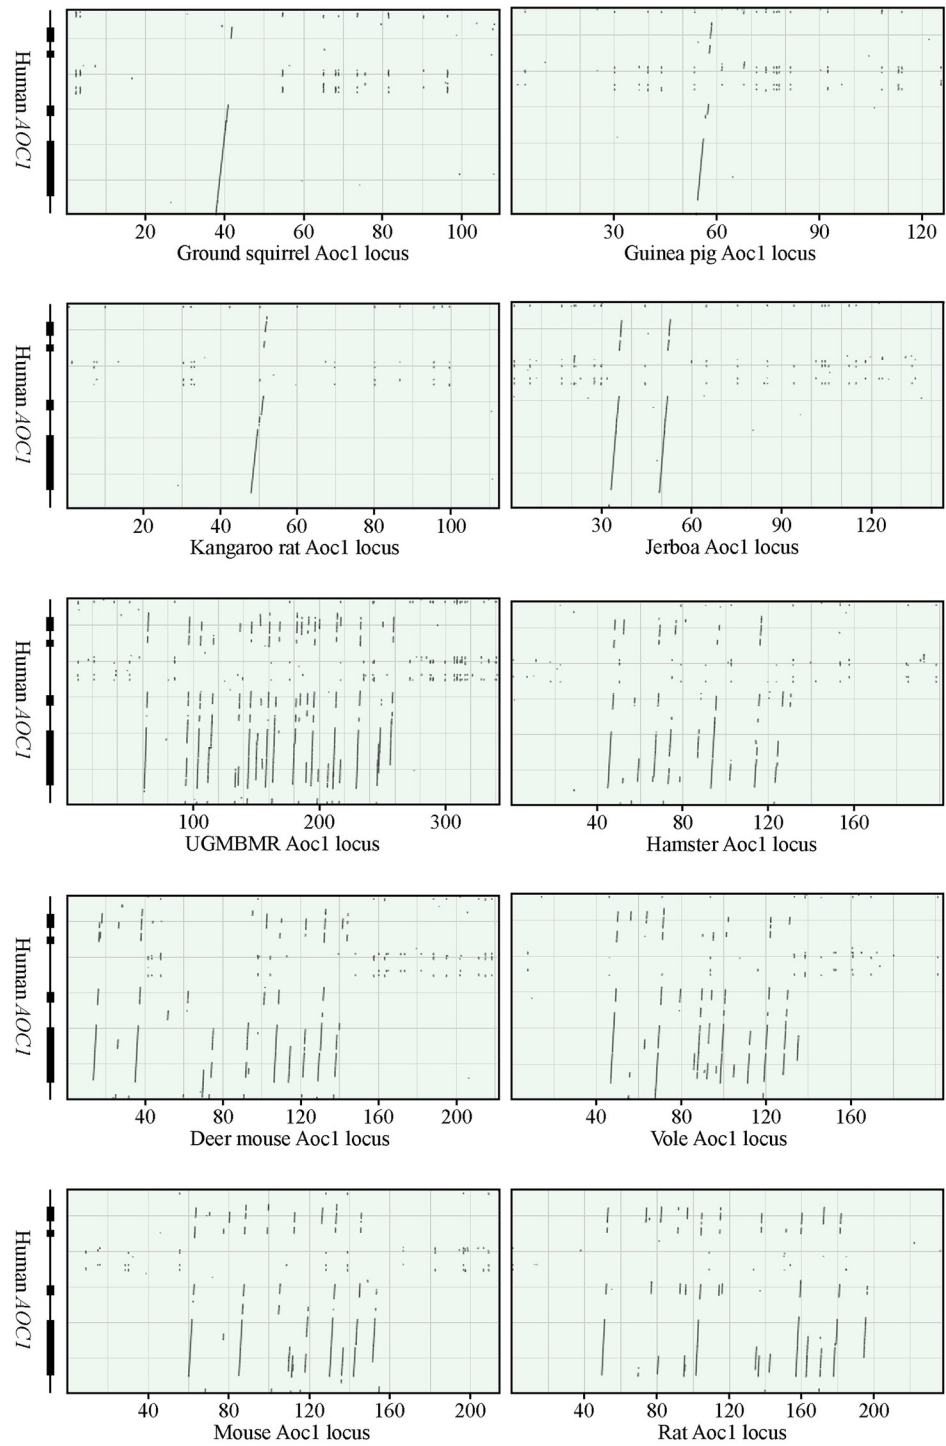 Human AOC1
20 40 60 80 100
Ground squirrel Aoc1 locus
30 60 90 120
Guinea pig Aoc1 locus
Human AOC1
20 40 60 80 100
Kangaroo rat Aoc1 locus
30 60 90 120
Jerboa Aoc1 locus
Human AOC1
100 200 300
UGMBMR Aoc1 locus
40 80 120 160
Hamster Aoc1 locus
Human AOC1
40 80 120 160 200
Deer mouse Aoc1 locus
40 80 120 160
Vole Aoc1 locus
Human AOC1
40 80 120 160 200
Mouse Aoc1 locus
40 80 120 160 200
Rat Aoc1 locus